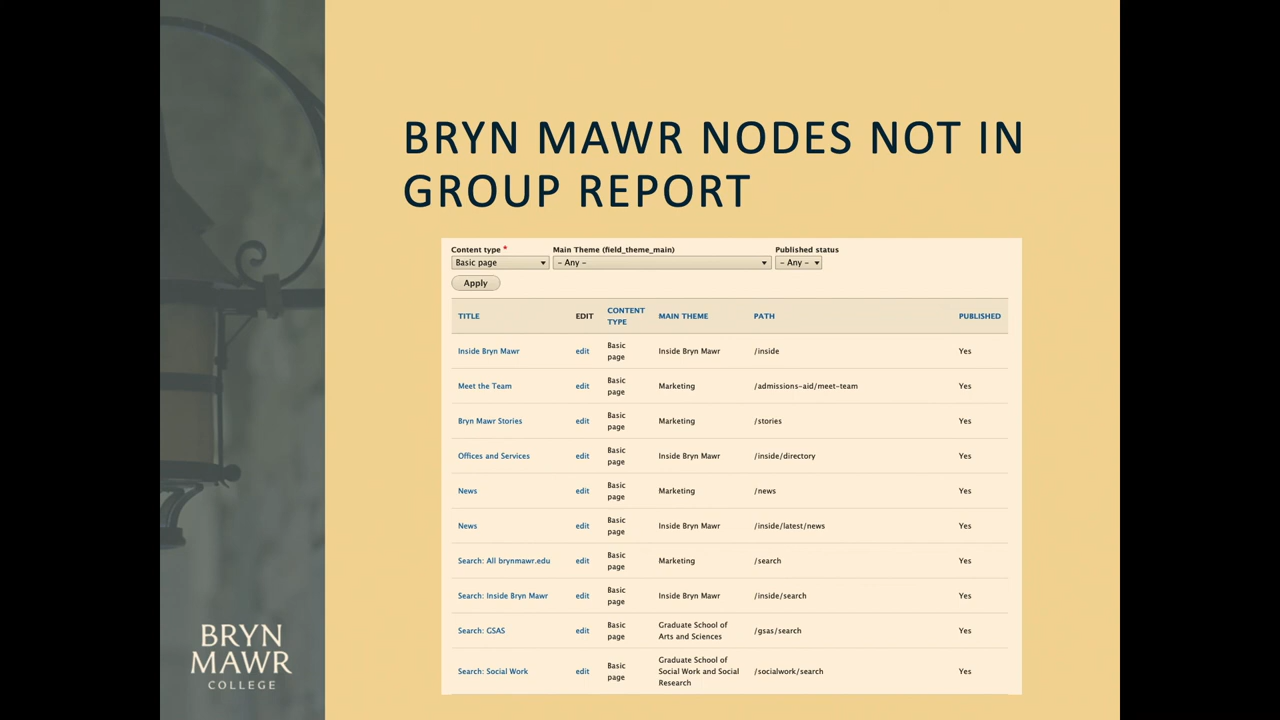 BRYN MAWR NODES NOT IN
GROUP REPORT
Content type * Main Theme (field_theme_main) Published status
Basic page - Any - - Any -
Apply
TITLE EDIT CONTENT TYPE MAIN THEME PATH PUBLISHED
Inside Bryn Mawr edit Basic page Inside Bryn Mawr /inside Yes
Meet the Team edit Basic page Marketing /admissions-aid/meet-team Yes
Bryn Mawr Stories edit Basic page Marketing /stories Yes
Offices and Services edit Basic page Inside Bryn Mawr /inside/directory Yes
News edit Basic page Marketing /news Yes
News edit Basic page Inside Bryn Mawr /inside/latest/news Yes
Search: All brynmawr.edu edit Basic page Marketing /search Yes
Search: Inside Bryn Mawr edit Basic page Inside Bryn Mawr /inside/search Yes
Search: GSAS edit Basic page Graduate School of Arts and Sciences /gsas/search Yes
Search: Social Work edit Basic page Graduate School of Social Work and Social Research /socialwork/search Yes
BRYN
MAWR
COLLEGE